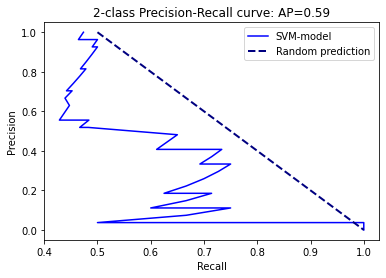 2-class Precision-Recall curve: AP=0.59
SVM-model
Random prediction
Precision
1.0
0.8
0.6
0.4
0.2
0.0
0.4
0.5
0.6
0.7
0.8
0.9
1.0
Recall